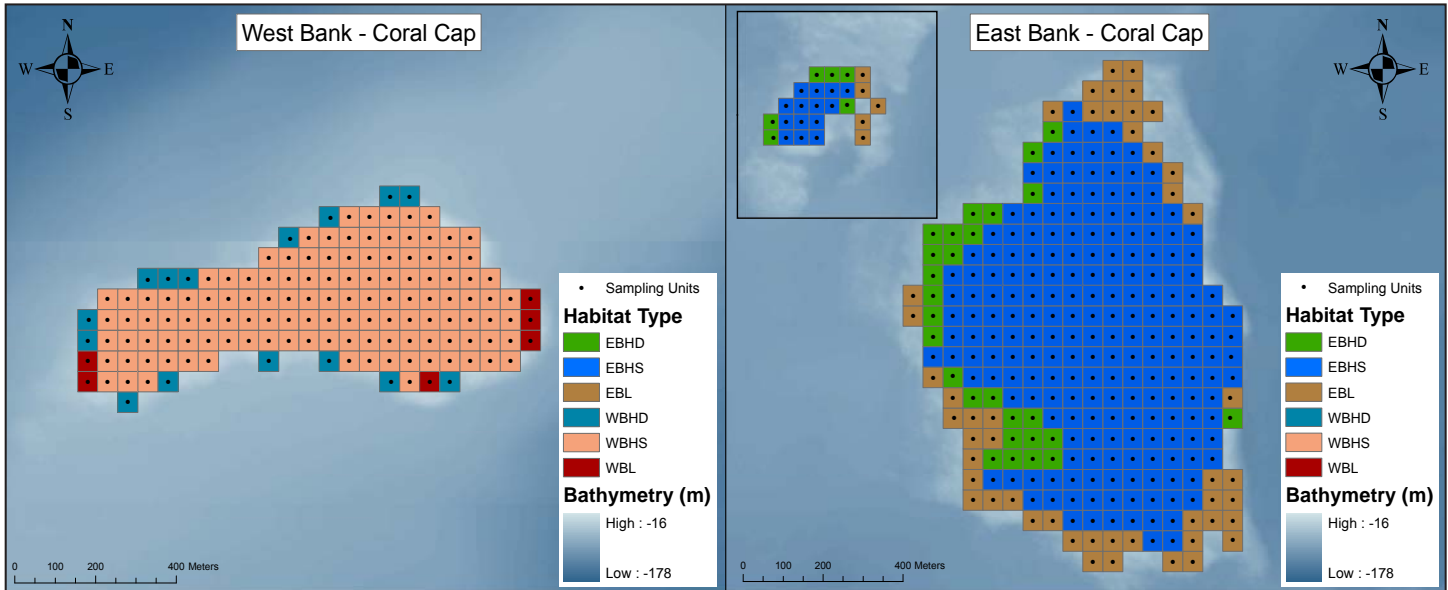 West Bank - Coral Cap
N
W E
S
Sampling Units
Habitat Type
EBHD
EBHS
EBL
WBHD
WBHS
WBL
Bathymetry (m)
High : -16
Low : -178
0 100 200 400 Meters
East Bank - Coral Cap
N
W E
S
Sampling Units
Habitat Type
EBHD
EBHS
EBL
WBHD
WBHS
WBL
Bathymetry (m)
High : -16
Low : -178
0 100 200 400 Meters